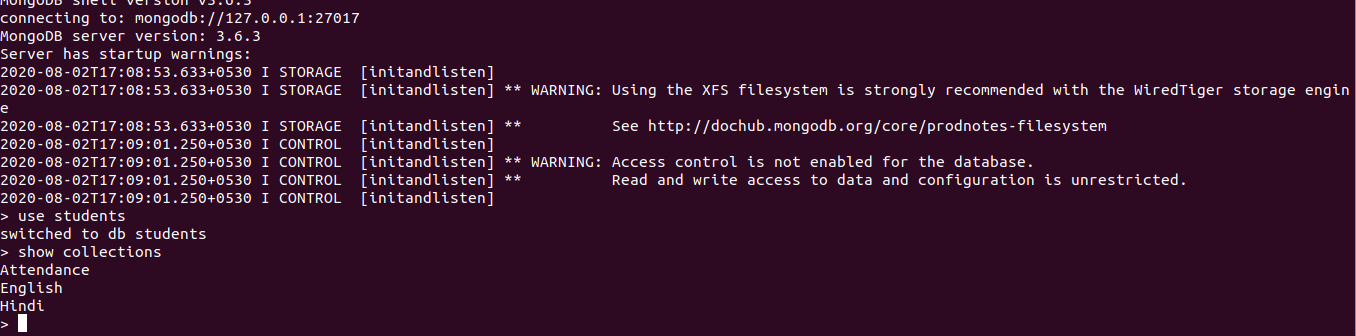 MongoDB shell version v3.6.3
connecting to: mongodb://127.0.0.1:27017
MongoDB server version: 3.6.3
Server has startup warnings:
2020-08-02T17:08:53.633+0530 I STORAGE  [initandlisten]
2020-08-02T17:08:53.633+0530 I STORAGE  [initandlisten] ** WARNING: Using the XFS filesystem is strongly recommended with the WiredTiger storage engin
e
2020-08-02T17:08:53.633+0530 I STORAGE  [initandlisten] **          See http://dochub.mongodb.org/core/prodnotes-filesystem
2020-08-02T17:09:01.250+0530 I CONTROL  [initandlisten]
2020-08-02T17:09:01.250+0530 I CONTROL  [initandlisten] ** WARNING: Access control is not enabled for the database.
2020-08-02T17:09:01.250+0530 I CONTROL  [initandlisten] **          Read and write access to data and configuration is unrestricted.
2020-08-02T17:09:01.250+0530 I CONTROL  [initandlisten]
> use students
switched to db students
> show collections
Attendance
English
Hindi
>